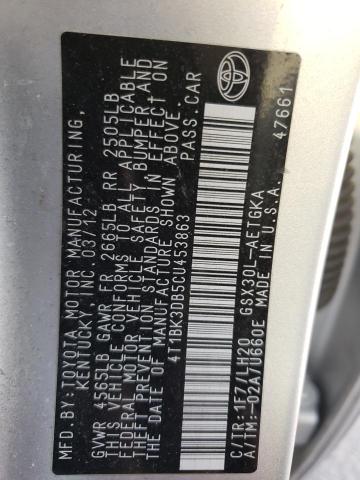 MFD. BY: TOYOTA MOTOR MANUFACTURING,
KENTUCKY, INC. 03/12
GVWR 4565LB GAWR FR 2665LB RR 2505LB
THIS VEHICLE CONFORMS TO ALL APPLICABLE
FEDERAL MOTOR VEHICLE SAFETY BUMPER AND
THEFT PREVENTION STANDARDS IN EFFECT ON
THE DATE OF MANUFACTURE SHOWN ABOVE.
4T1BK3DB5CU453863 PASS. CAR
C/TR:1F7/LH20 GSX30L-AETGKA
A/TM:-02A/U660E MADE IN U.S.A.
47661